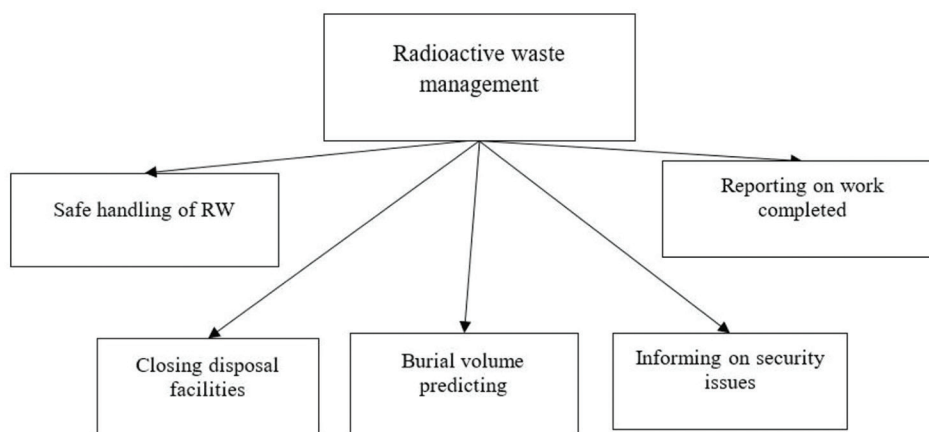 Radioactive waste
management
Safe handling of RW
Reporting on work
completed
Closing disposal
facilities
Burial volume
predicting
Informing on security
issues